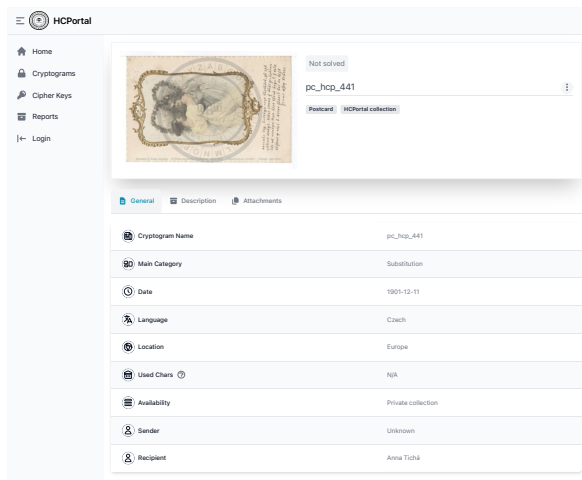 HCPortal
Home
Cryptograms
Cipher Keys
Reports
Login
Not solved
pc_hcp_441
Postcard HCPortal collection
General Description Attachments
Cryptogram Name pc_hcp_441
Main Category Substitution
Date 1901-12-11
Language Czech
Location Europe
Used Chars N/A
Availability Private collection
Sender Unknown
Recipient Anna Tichá